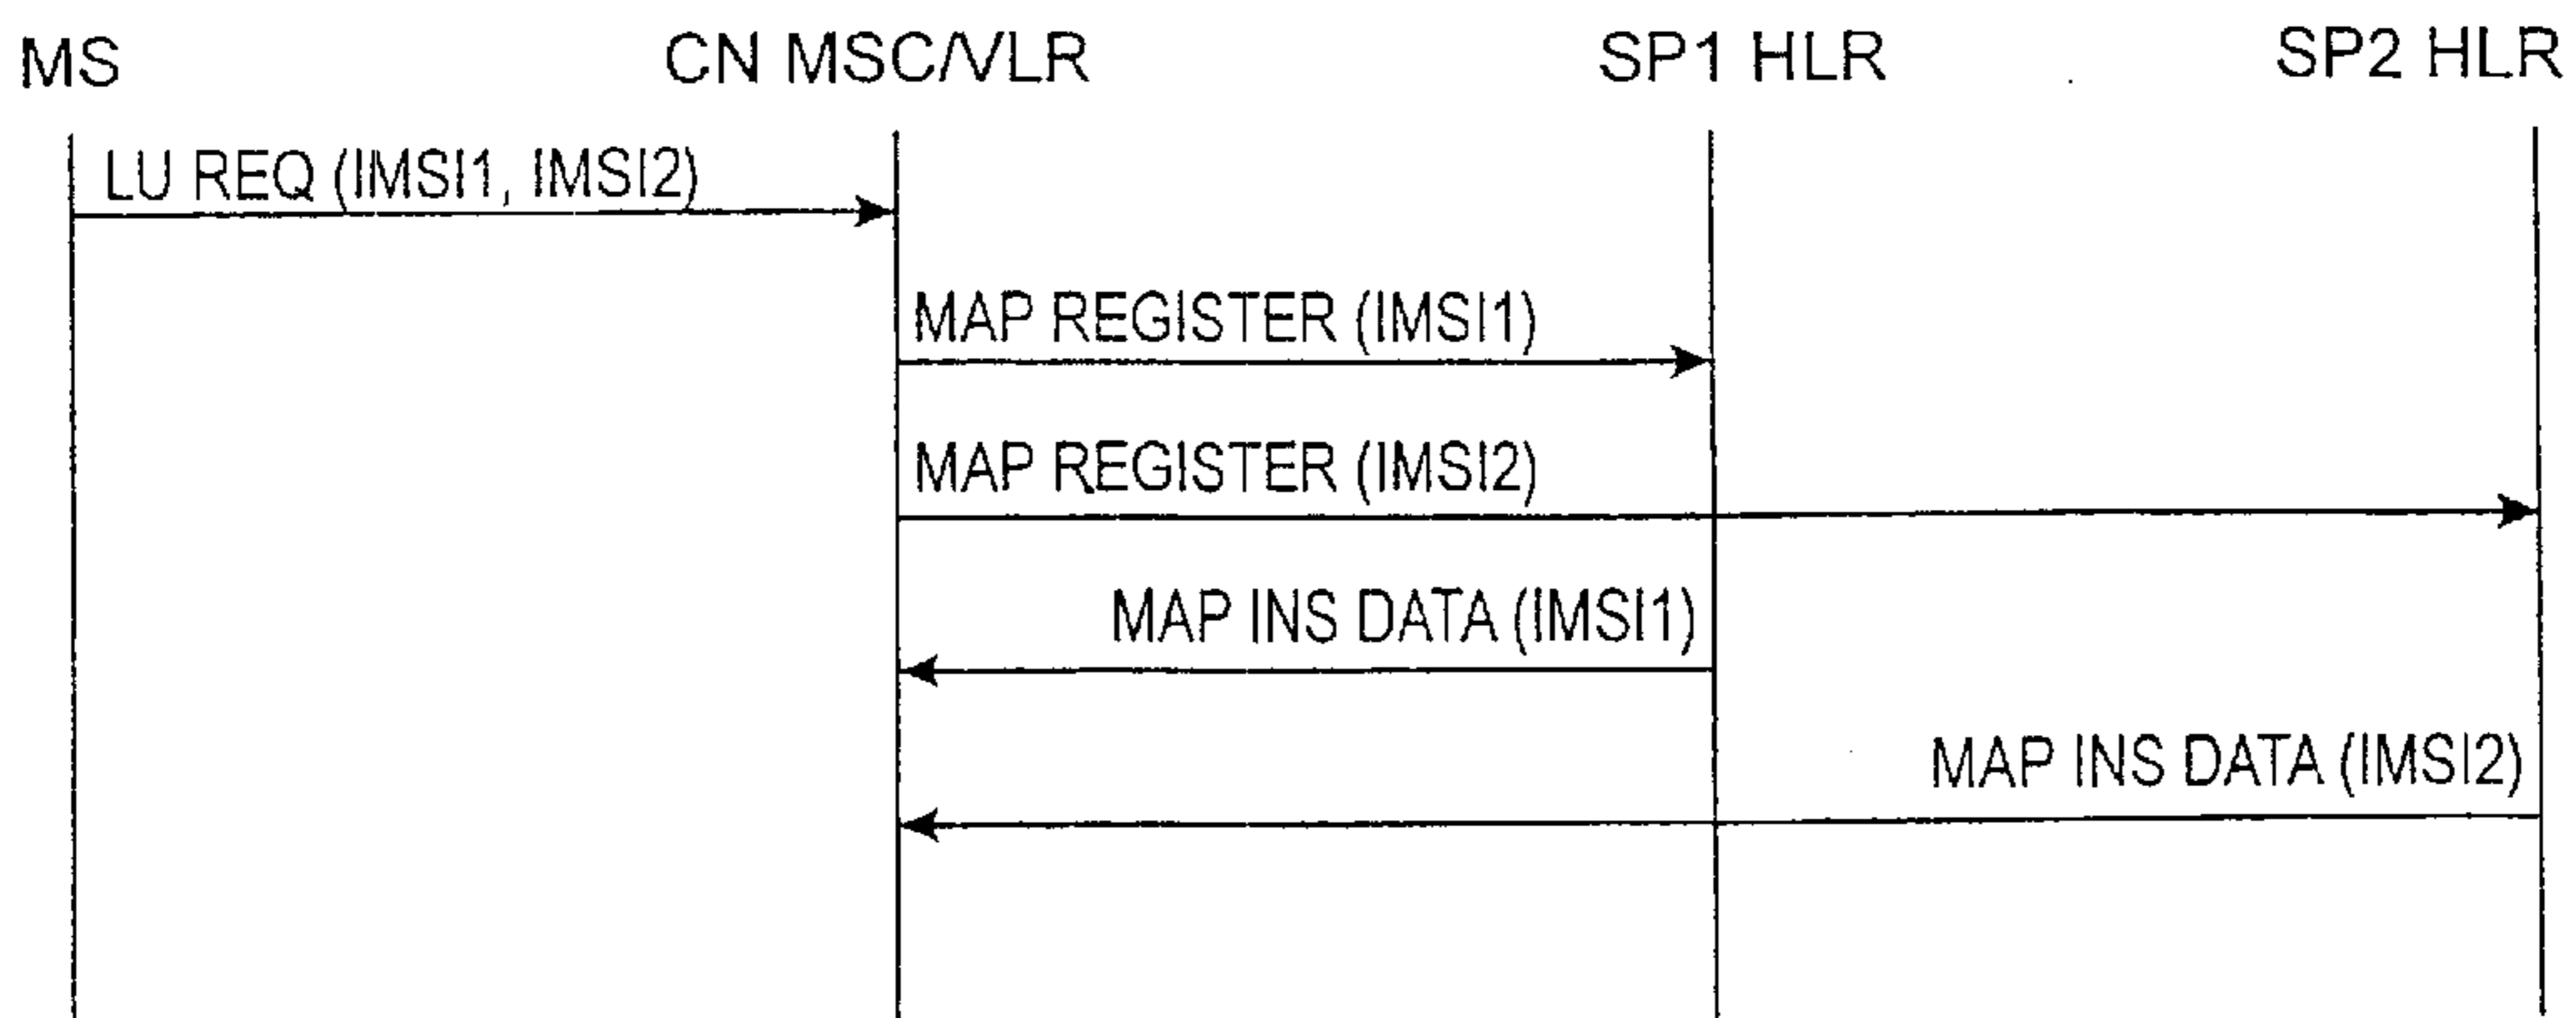 MS CN MSC/VLR SP1 HLR SP2 HLR
LU REQ (IMSI1, IMSI2)
MAP REGISTER (IMSI1)
MAP REGISTER (IMSI2)
MAP INS DATA (IMSI1)
MAP INS DATA (IMSI2)